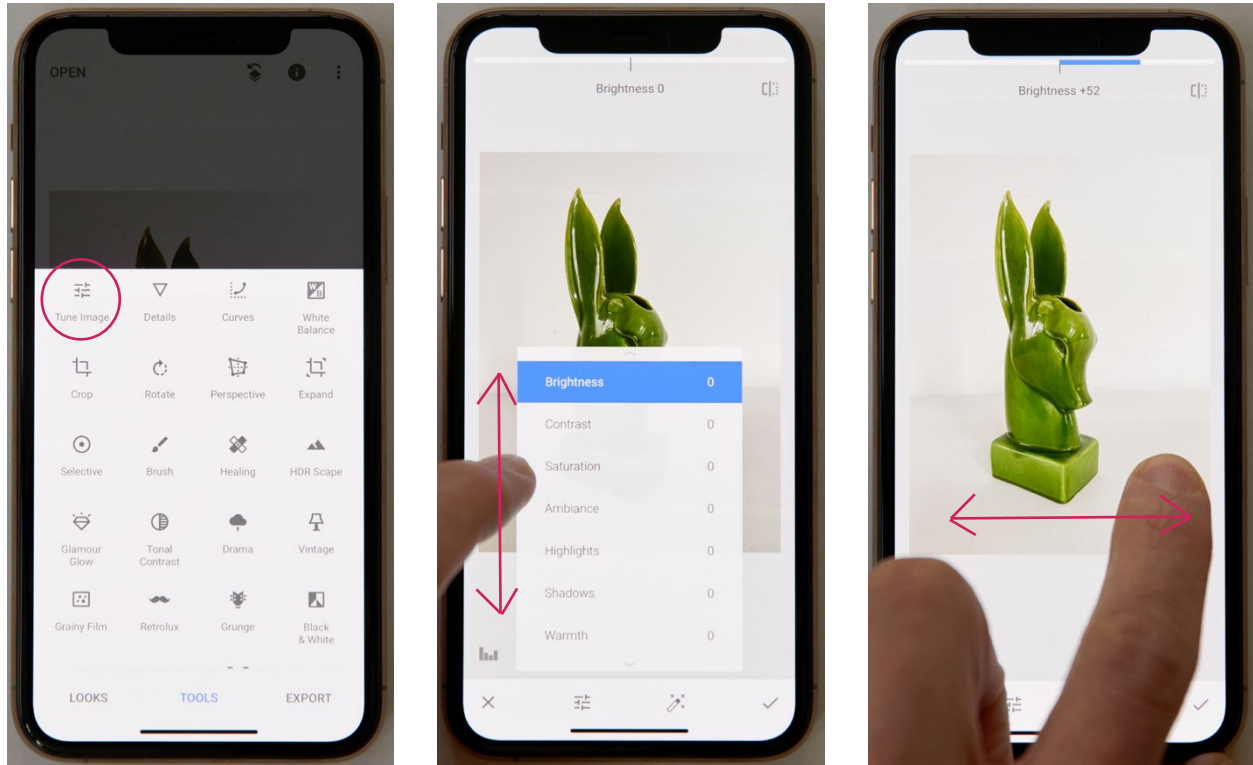 OPEN
Tune Image
Details
Curves
White
Balance
Crop
Rotate
Perspective
Expand
Selective
Brush
Healing
HDR Scape
Glamour
Glow
Tonal
Contrast
Drama
Vintage
Grainy Film
Retrolux
Grunge
Black
& White
LOOKS
TOOLS
EXPORT
Brightness 0
Brightness 0
Contrast 0
Saturation 0
Ambiance 0
Highlights 0
Shadows 0
Warmth 0
Brightness +52